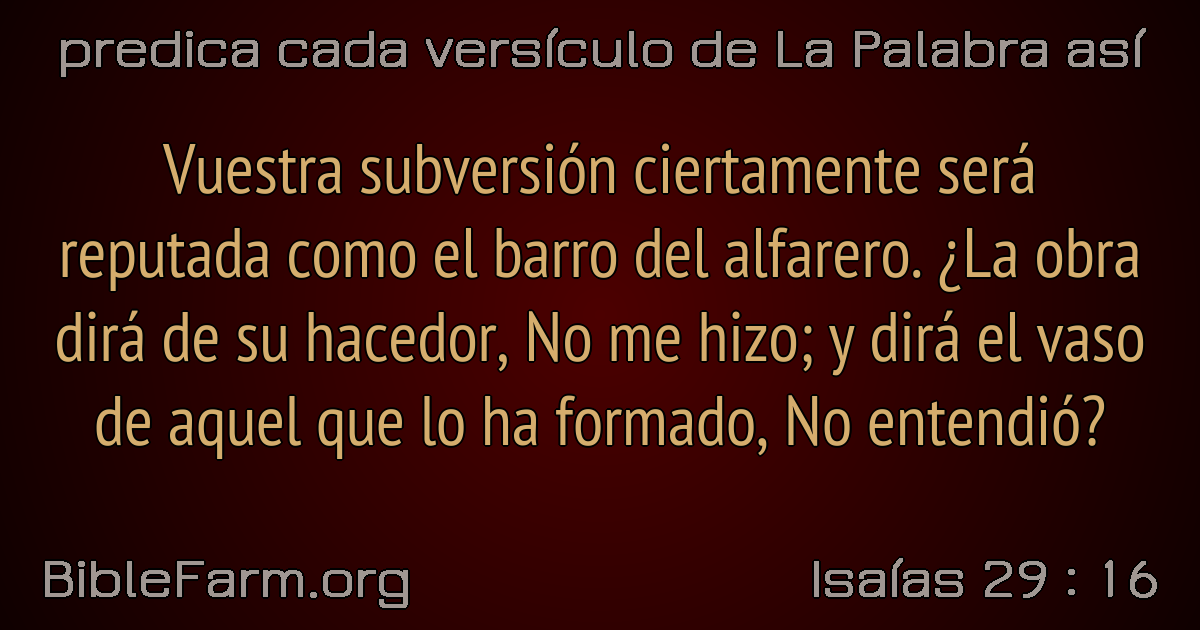 predica cada versículo de La Palabra así
Vuestra subversión ciertamente será
reputada como el barro del alfarero. ¿La obra
dirá de su hacedor, No me hizo; y dirá el vaso
de aquel que lo ha formado, No entendió?
BibleFarm.org
Isaías 29 : 16